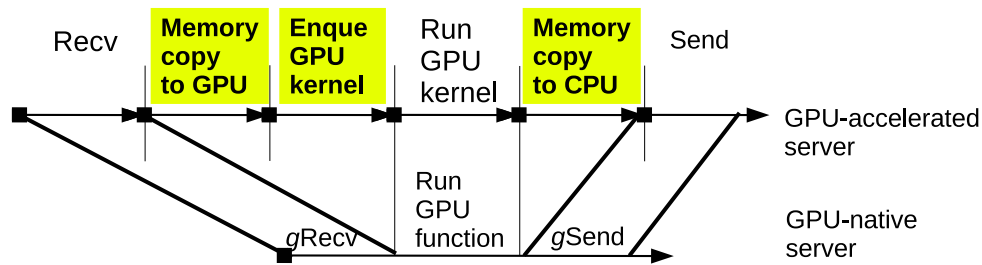 Recv
Memory
copy
to GPU
Enque
GPU
kernel
Run
GPU
kernel
Memory
copy
to CPU
Send
GPU-accelerated
server
gRecv
Run
GPU
function
gSend
GPU-native
server